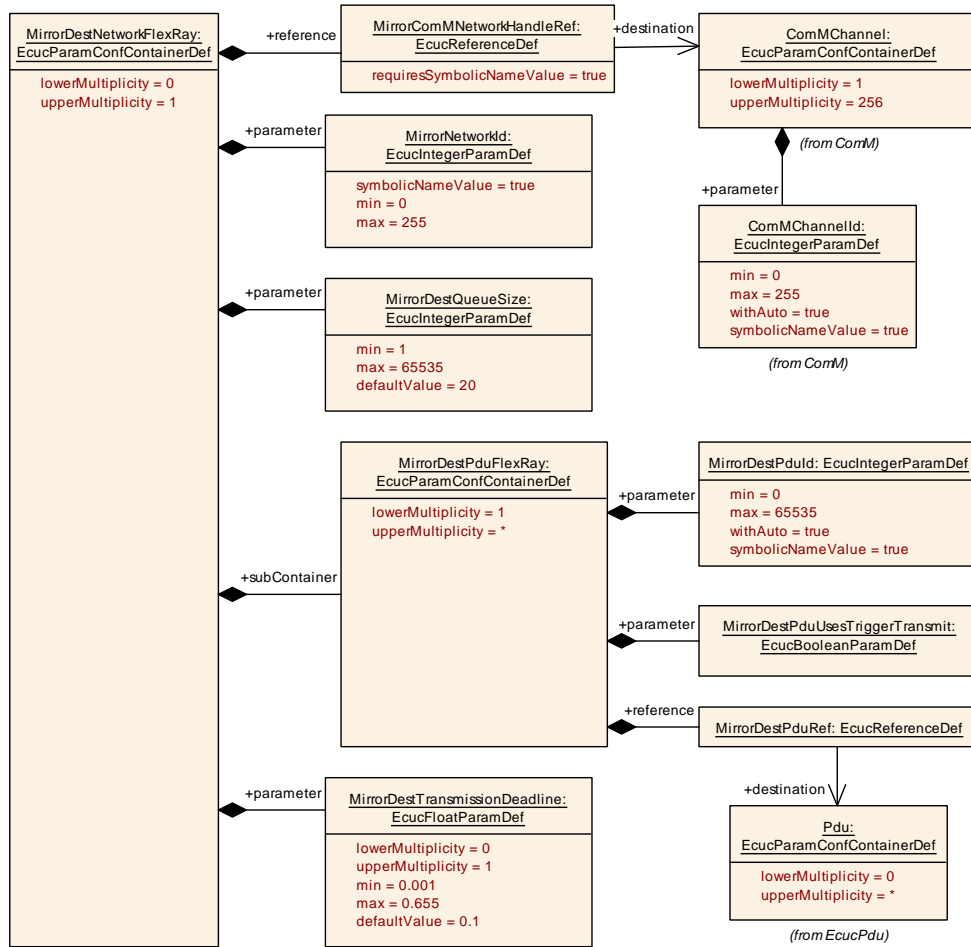 MirrorDestNetworkFlexRay:
EcucParamConfContainerDef
lowerMultiplicity = 0
upperMultiplicity = 1
+reference
MirrorComMNetworkHandleRef:
EcucReferenceDef
requiresSymbolicNameValue = true
+destination
ComMChannel:
EcucParamConfContainerDef
lowerMultiplicity = 1
upperMultiplicity = 256
(from ComM)
+parameter
MirrorNetworkId:
EcucIntegerParamDef
symbolicNameValue = true
min = 0
max = 255
+parameter
ComMChannelId:
EcucIntegerParamDef
min = 0
max = 255
withAuto = true
symbolicNameValue = true
(from ComM)
+parameter
MirrorDestQueueSize:
EcucIntegerParamDef
min = 1
max = 65535
defaultValue = 20
+subContainer
MirrorDestPduFlexRay:
EcucParamConfContainerDef
lowerMultiplicity = 1
upperMultiplicity = *
+parameter
MirrorDestPduId: EcucIntegerParamDef
min = 0
max = 65535
withAuto = true
symbolicNameValue = true
+parameter
MirrorDestPduUsesTriggerTransmit:
EcucBooleanParamDef
+reference
MirrorDestPduRef: EcucReferenceDef
+destination
Pdu:
EcucParamConfContainerDef
lowerMultiplicity = 0
upperMultiplicity = *
(from EcucPdu)
+parameter
MirrorDestTransmissionDeadline:
EcucFloatParamDef
lowerMultiplicity = 0
upperMultiplicity = 1
min = 0.001
max = 0.655
defaultValue = 0.1